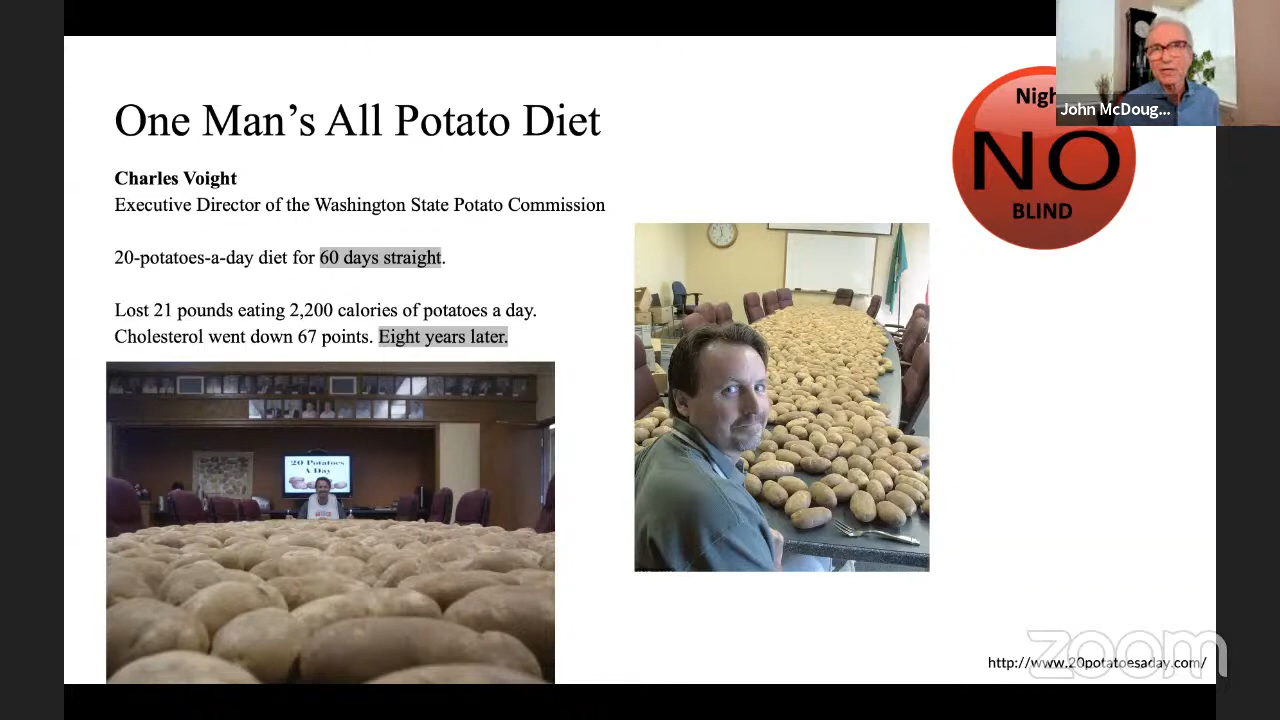 One Man's All Potato Diet
Charles Voight
Executive Director of the Washington State Potato Commission
20-potatoes-a-day diet for 60 days straight.
Lost 21 pounds eating 2,200 calories of potatoes a day.
Cholesterol went down 67 points. Eight years later.
20 Potatoes
A Day
Nigh
NO
BLIND
John McDoug...
http://www.20potatoesaday.com/
zoom